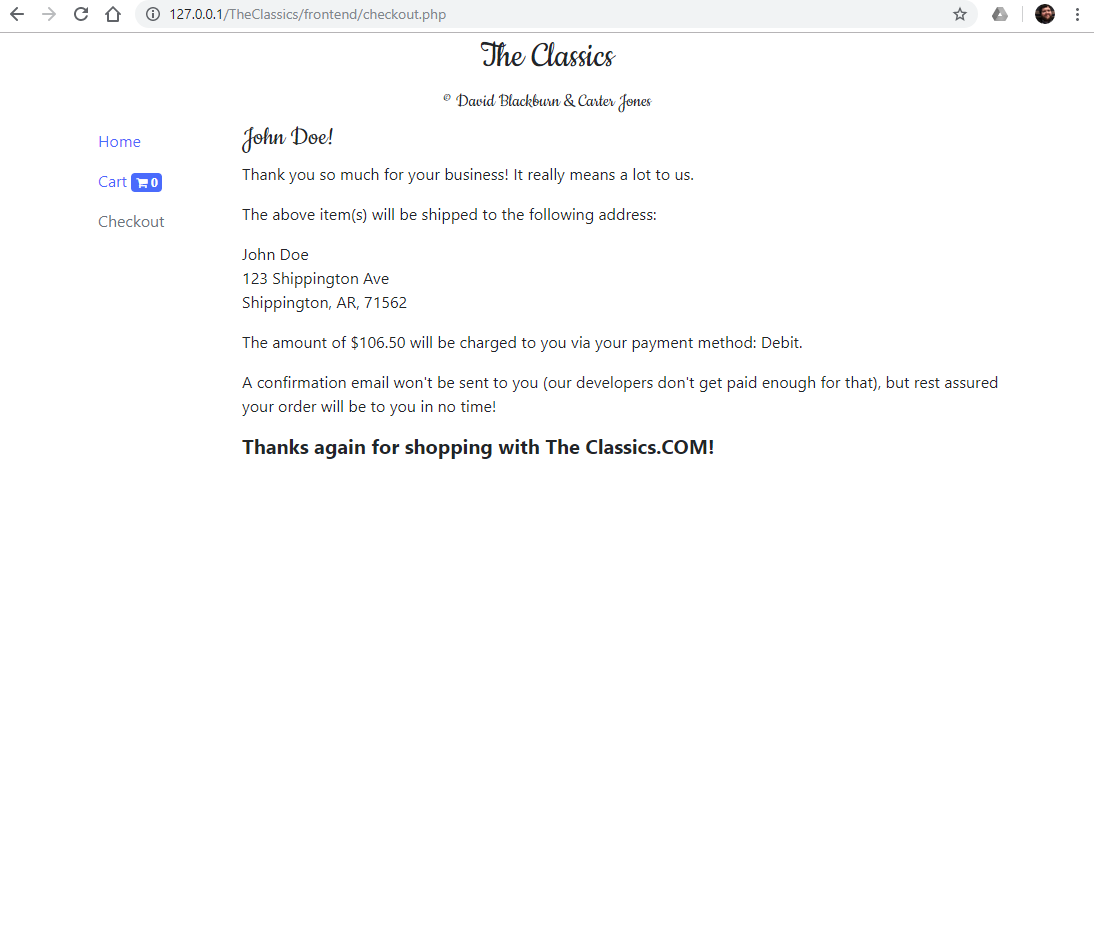 127.0.0.1/TheClassics/frontend/checkout.php
The Classics
© David Blackburn & Carter Jones
Home
Cart 0
Checkout
John Doe!
Thank you so much for your business! It really means a lot to us.
The above item(s) will be shipped to the following address:
John Doe
123 Shippington Ave
Shippington, AR, 71562
The amount of $106.50 will be charged to you via your payment method: Debit.
A confirmation email won't be sent to you (our developers don't get paid enough for that), but rest assured
your order will be to you in no time!
Thanks again for shopping with The Classics.COM!